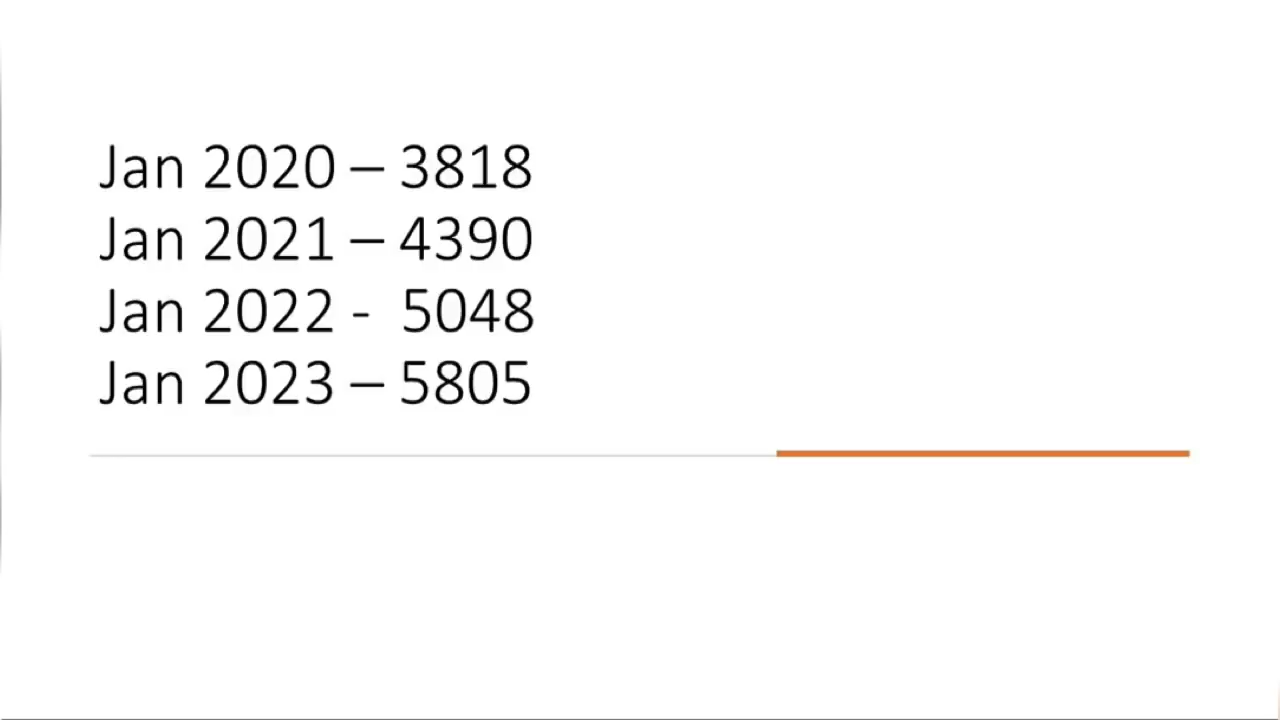 Jan 2020 – 3818
Jan 2021 – 4390
Jan 2022 -  5048
Jan 2023 – 5805